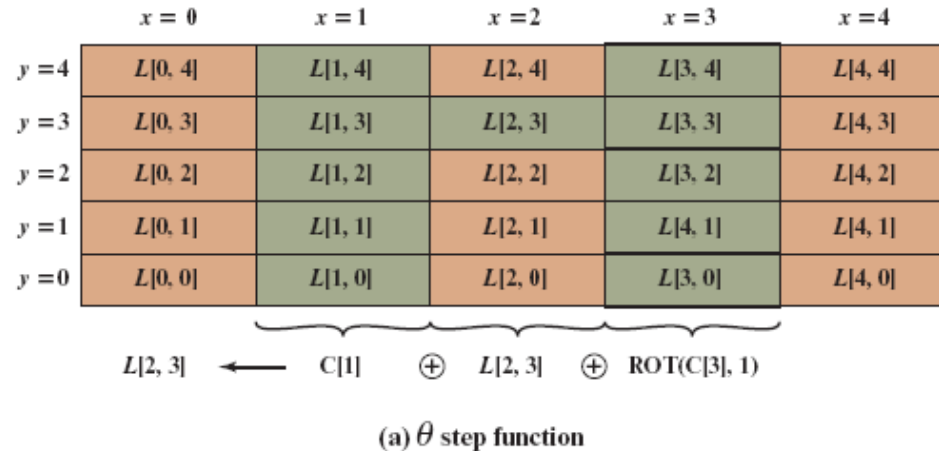 x = 0 x = 1 x = 2 x = 3 x = 4
y = 4 L[0, 4] L[1, 4] L[2, 4] L[3, 4] L[4, 4]
y = 3 L[0, 3] L[1, 3] L[2, 3] L[3, 3] L[4, 3]
y = 2 L[0, 2] L[1, 2] L[2, 2] L[3, 2] L[4, 2]
y = 1 L[0, 1] L[1, 1] L[2, 1] L[4, 1] L[4, 1]
y = 0 L[0, 0] L[1, 0] L[2, 0] L[3, 0] L[4, 0]
L[2, 3] ← C[1] ⊕ L[2, 3] ⊕ ROT(C[3], 1)
(a) θ step function